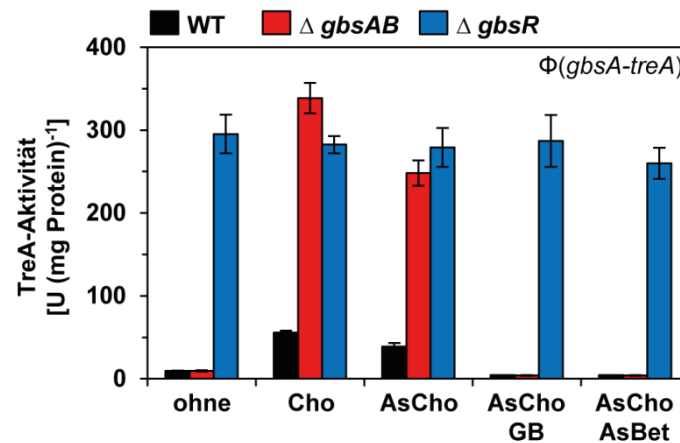 WT Δ gbsAB Δ gbsR
Φ(gbsA-treA)
TreA-Aktivität
[U (mg Protein)-1]
400
300
200
100
0
ohne Cho AsCho AsCho AsCho
GB AsBet